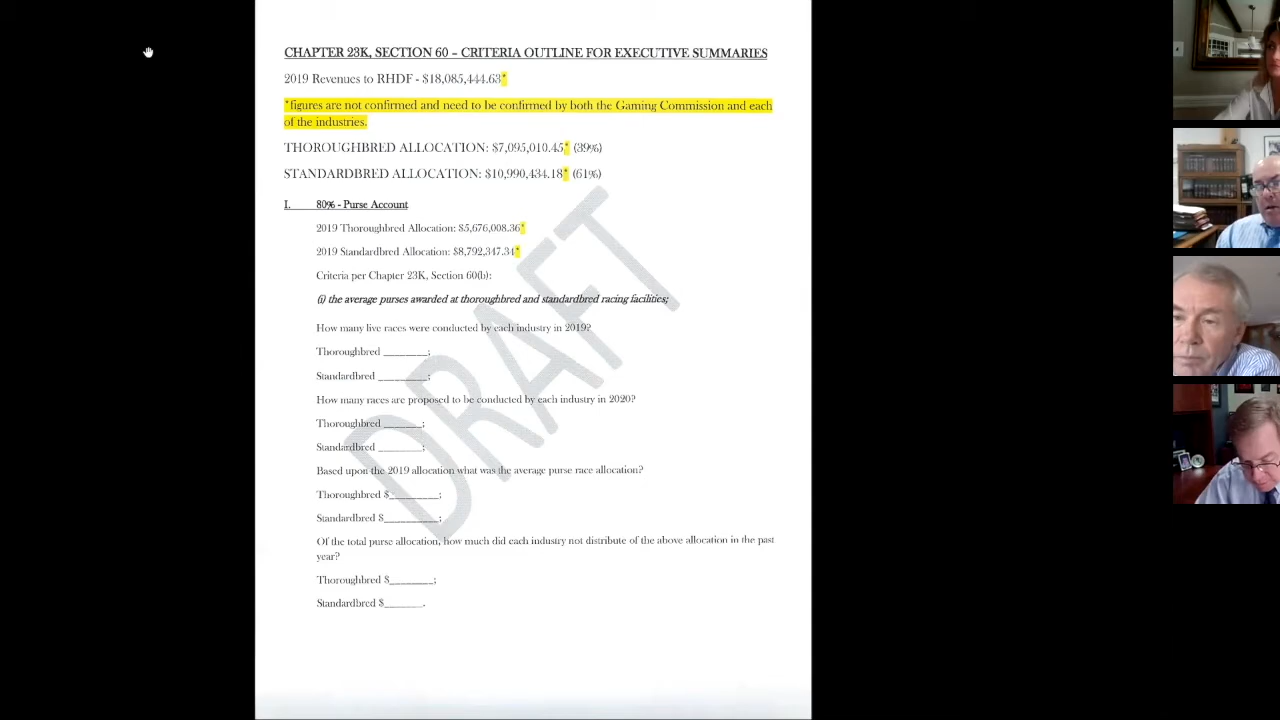 CHAPTER 23K, SECTION 60 – CRITERIA OUTLINE FOR EXECUTIVE SUMMARIES
2019 Revenues to RHDF - $18,085,444.63*
*figures are not confirmed and need to be confirmed by both the Gaming Commission and each
of the industries.
THOROUGHBRED ALLOCATION: $7,095,010.45* (39%)
STANDARDBRED ALLOCATION: $10,990,434.18* (61%)
I. 80% - Purse Account
2019 Thoroughbred Allocation: $5,676,008.36*
2019 Standardbred Allocation: $8,792,347.34*
Criteria per Chapter 23K, Section 60(b):
(i) the average purses awarded at thoroughbred and standardbred racing facilities;
How many live races were conducted by each industry in 2019?
Thoroughbred ________;
Standardbred _________;
How many races are proposed to be conducted by each industry in 2020?
Thoroughbred _______;
Standardbred ________;
Based upon the 2019 allocation what was the average purse race allocation?
Thoroughbred $_________;
Standardbred $__________;
Of the total purse allocation, how much did each industry not distribute of the above allocation in the past
year?
Thoroughbred $________;
Standardbred $_______.
DRAFT